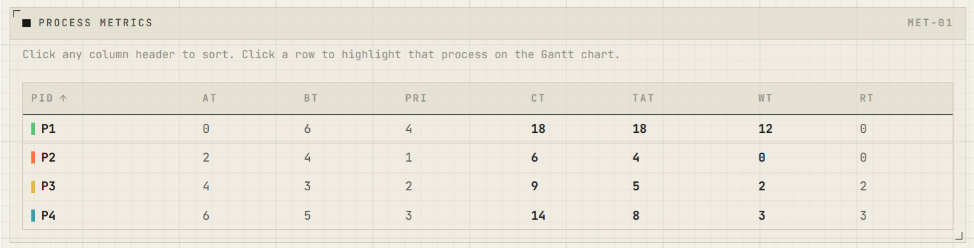 PROCESS METRICS MET-01
Click any column header to sort. Click a row to highlight that process on the Gantt chart.
PID ↑ AT BT PRI CT TAT WT RT
P1 0 6 4 18 18 12 0
P2 2 4 1 6 4 0 0
P3 4 3 2 9 5 2 2
P4 6 5 3 14 8 3 3